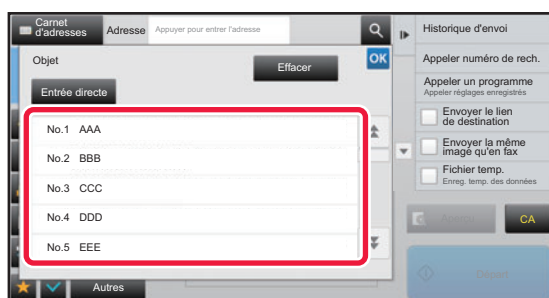 Carnet
d'adresses
Adresse
Appuyer pour entrer l'adresse
Historique d'envoi
Objet
Effacer
OK
Appeler numéro de rech.
Entrée directe
Appeler un programme
Appeler réglages enregistrés
No.1 AAA
Envoyer le lien
de destination
No.2 BBB
Envoyer la même
image qu'en fax
No.3 CCC
Fichier temp.
Enreg. temp. des données
No.4 DDD
CA
No.5 EEE
Autres